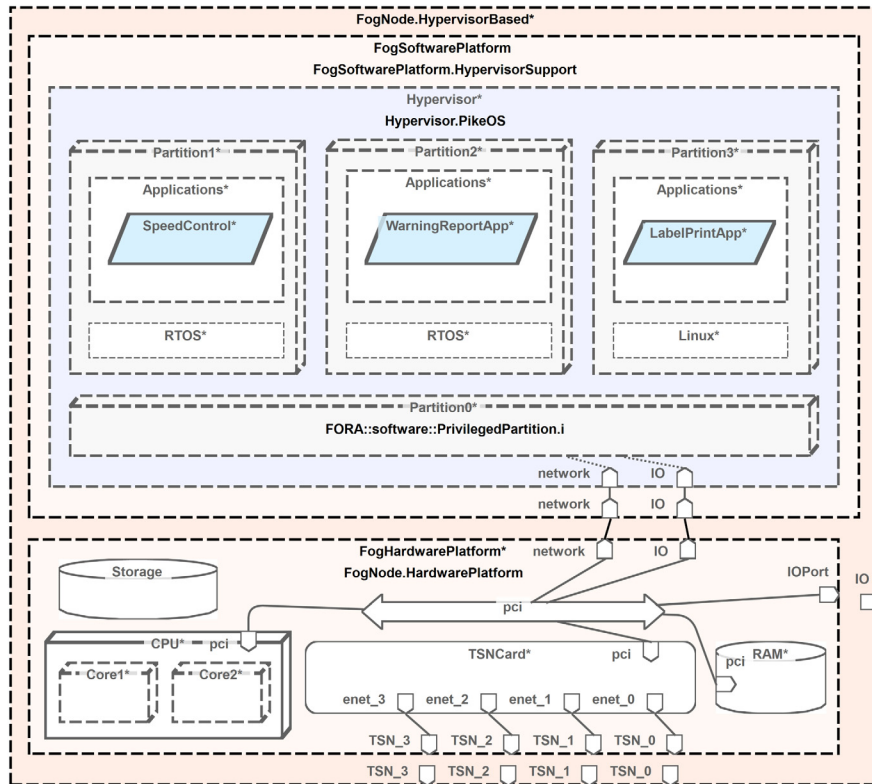 FogNode.HypervisorBased*
FogSoftwarePlatform
FogSoftwarePlatform.HypervisorSupport
Hypervisor*
Hypervisor.PikeOS
Partition1* Partition2* Partition3*
Applications* Applications* Applications*
SpeedControl* WarningReportApp* LabelPrintApp*
RTOS* RTOS* Linux*
Partition0*
FORA::software::PrivilegedPartition.i
network IO
network IO
FogHardwarePlatform* network IO
FogNode.HardwarePlatform
Storage IOPort IO
pci
CPU* pci TSNCard* pci RAM*
pci
Core1* Core2*
enet_3 enet_2 enet_1 enet_0
TSN_3 TSN_2 TSN_1 TSN_0
TSN_3 TSN_2 TSN_1 TSN_0